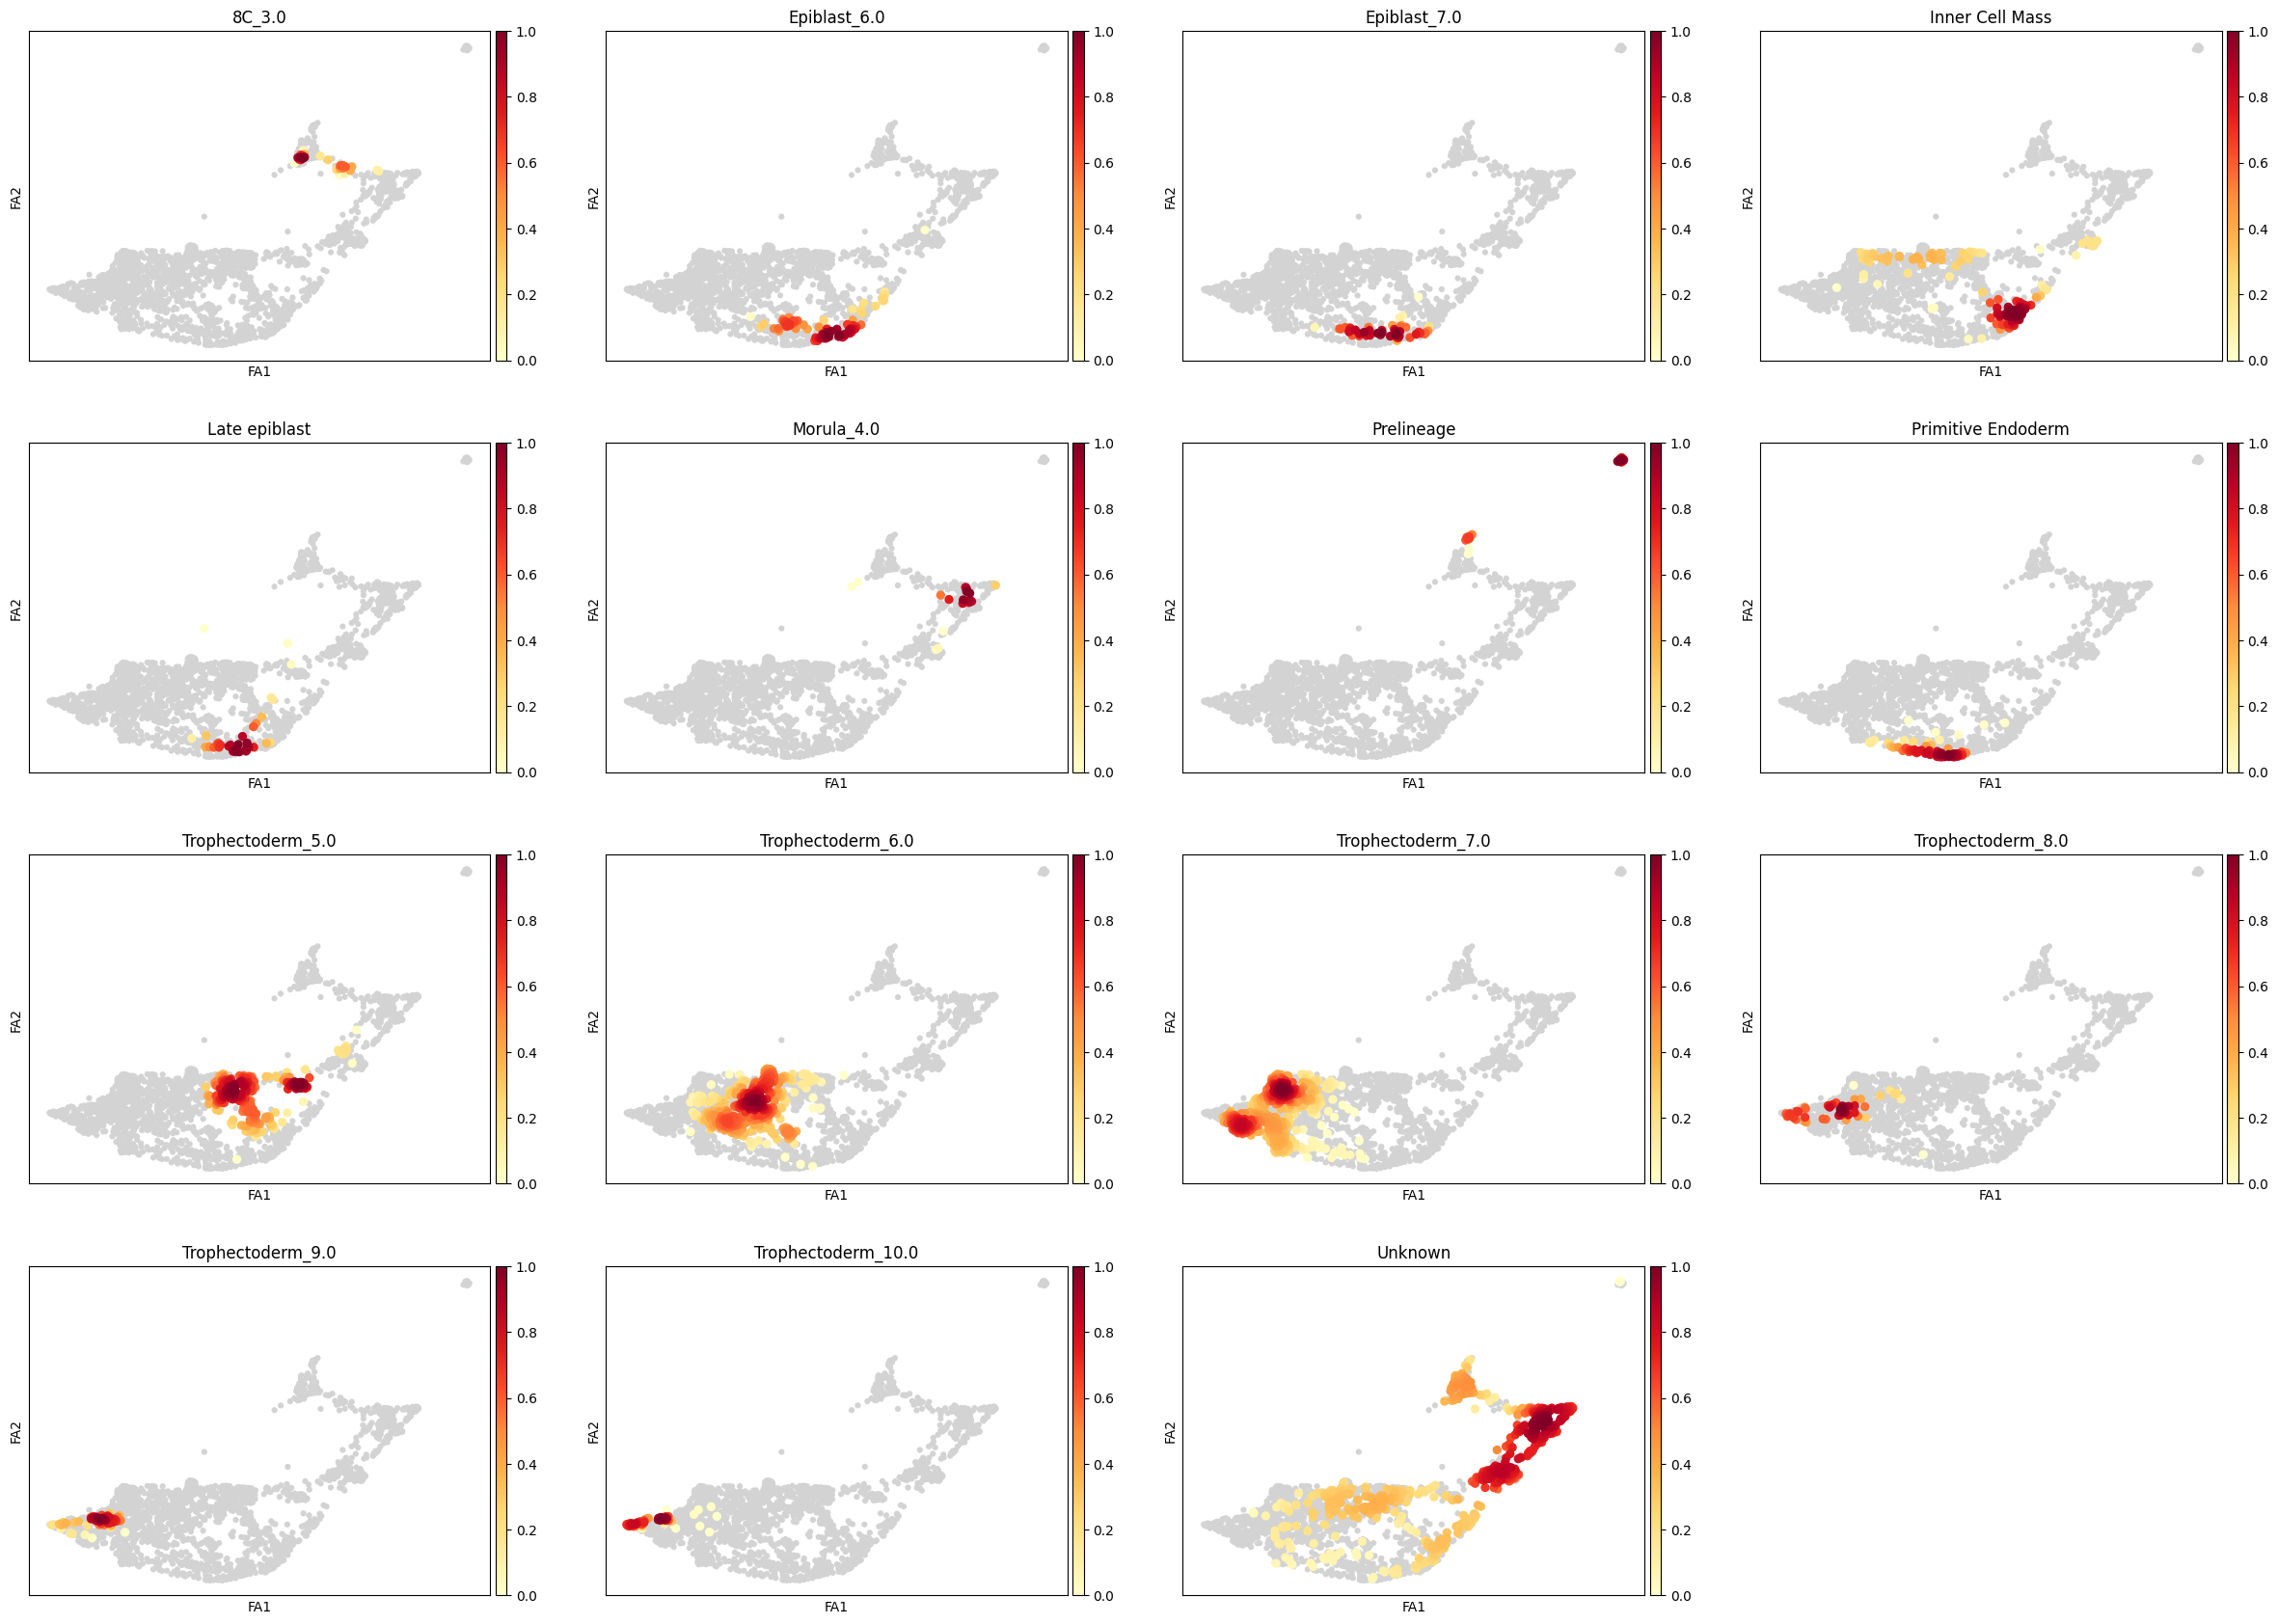 8C_3.0 Epiblast_6.0 Epiblast_7.0 Inner Cell Mass
1.0 1.0 1.0 1.0
0.8 0.8 0.8 0.8
0.6 0.6 0.6 0.6
FA2 FA2 FA2 FA2
0.4 0.4 0.4 0.4
0.2 0.2 0.2 0.2
0.0 0.0 0.0 0.0
FA1 FA1 FA1 FA1
Late epiblast Morula_4.0 Prelineage Primitive Endoderm
1.0 1.0 1.0 1.0
0.8 0.8 0.8 0.8
0.6 0.6 0.6 0.6
FA2 FA2 FA2 FA2
0.4 0.4 0.4 0.4
0.2 0.2 0.2 0.2
0.0 0.0 0.0 0.0
FA1 FA1 FA1 FA1
Trophectoderm_5.0 Trophectoderm_6.0 Trophectoderm_7.0 Trophectoderm_8.0
1.0 1.0 1.0 1.0
0.8 0.8 0.8 0.8
0.6 0.6 0.6 0.6
FA2 FA2 FA2 FA2
0.4 0.4 0.4 0.4
0.2 0.2 0.2 0.2
0.0 0.0 0.0 0.0
FA1 FA1 FA1 FA1
Trophectoderm_9.0 Trophectoderm_10.0 Unknown
1.0 1.0 1.0
0.8 0.8 0.8
0.6 0.6 0.6
FA2 FA2 FA2
0.4 0.4 0.4
0.2 0.2 0.2
0.0 0.0 0.0
FA1 FA1 FA1